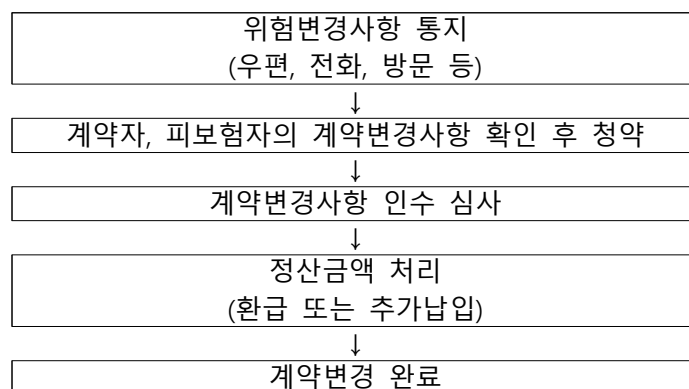 위험변경사항 통지
(우편, 전화, 방문 등)
↓
계약자, 피보험자의 계약변경사항 확인 후 청약
↓
계약변경사항 인수 심사
↓
정산금액 처리
(환급 또는 추가납입)
↓
계약변경 완료